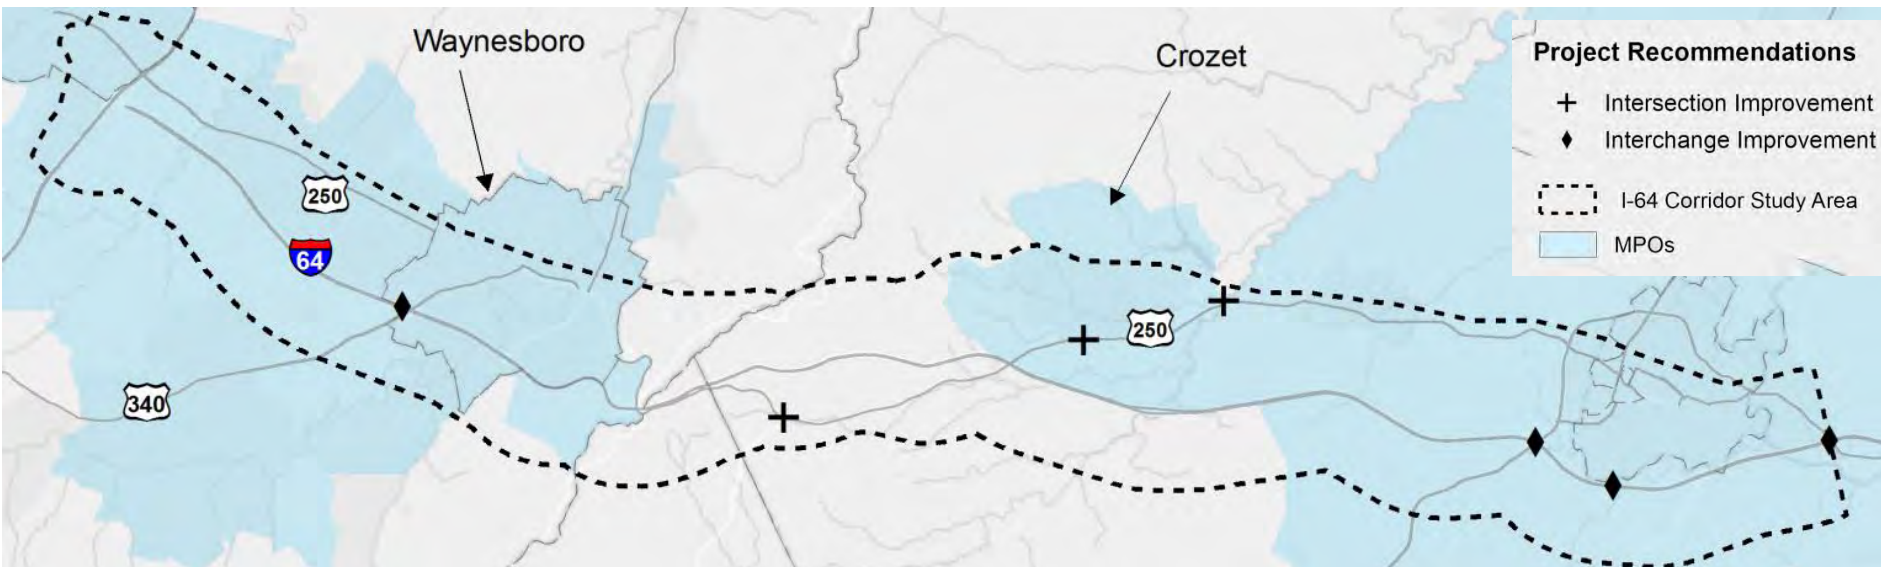 Waynesboro
Crozet
Project Recommendations
Intersection Improvement
Interchange Improvement
I-64 Corridor Study Area
MPOs
250
64
250
340